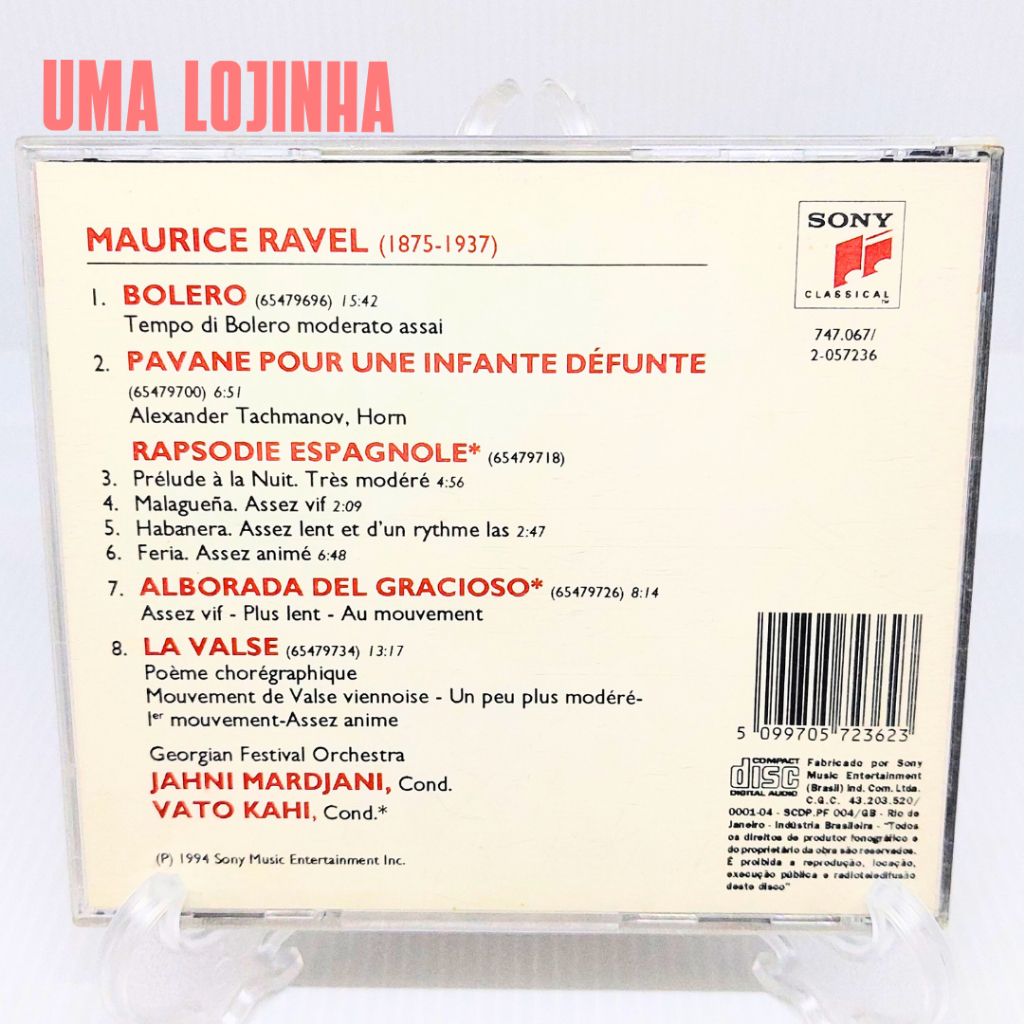 UMA LOJINHA
MAURICE RAVEL (1875-1937)
SONY
CLASSICAL™
747.067/
2-057236
1. BOLERO (65479696) 15:42
Tempo di Bolero moderato assai
2. PAVANE POUR UNE INFANTE DÉFUNTE
(65479700) 6:51
Alexander Tachmanov, Horn
RAPSODIE ESPAGNOLE* (65479718)
3. Prélude à la Nuit. Très modéré 4:56
4. Malagueña. Assez vif 2:09
5. Habanera. Assez lent et d'un rythme las 2:47
6. Feria. Assez animé 6:48
7. ALBORADA DEL GRACIOSO* (65479726) 8:14
Assez vif - Plus lent - Au mouvement
8. LA VALSE (65479734) 13:17
Poème chorégraphique
Mouvement de Valse viennoise - Un peu plus modéré-
1er mouvement-Assez anime
Georgian Festival Orchestra
JAHNI MARDJANI, Cond.
VATO KAHI, Cond.*
(P) 1994 Sony Music Entertainment Inc.
5 099705 723623
COMPACT
disc
DIGITAL AUDIO
Fabricado por Sony
Music Entertainment
(Brasil) Ind. Com. Ltda.
C.G.C. 43.203.520/
0001-04 - SCDP.PF 004/GB - Rio de
Janeiro - Indústria Brasileira - "Todos
os direitos de produtor fonográfico e
do proprietário da obra são reservados.
É proibida a reprodução, locação,
execução pública e radioteledifusão
deste disco"